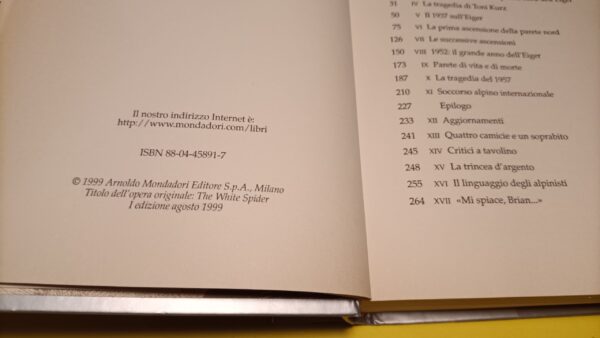 Il nostro indirizzo Internet è:
http://www.mondadori.com/libri
ISBN 88-04-45891-7
© 1999 Arnoldo Mondadori Editore S.p.A., Milano
Titolo dell'opera originale: The White Spider
I edizione agosto 1999
31 IV La tragedia di Toni Kurz
50 V Il 1937 sull'Eiger
75 VI La prima ascensione della parete nord
126 VII Le successive ascensioni
150 VIII 1952: il grande anno dell'Eiger
173 IX Parete di vita e di morte
187 X La tragedia del 1957
210 XI Soccorso alpino internazionale
227 Epilogo
233 XII Aggiornamenti
241 XIII Quattro camicie e un soprabito
245 XIV Critici a tavolino
248 XV La trincea d'argento
255 XVI Il linguaggio degli alpinisti
264 XVII «Mi spiace, Brian...»